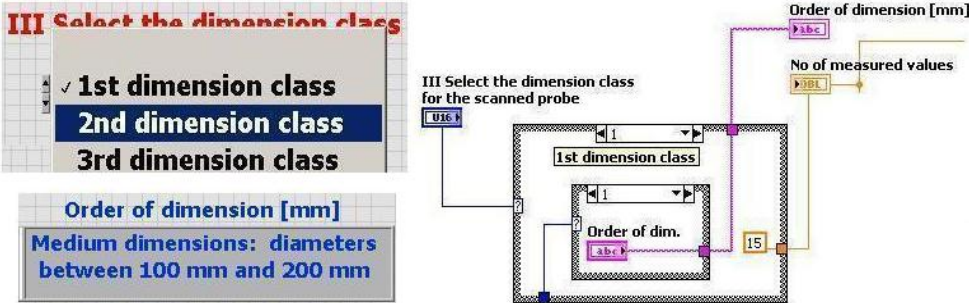 III Select the dimension class
✓ 1st dimension class
2nd dimension class
3rd dimension class
Order of dimension [mm]
Medium dimensions: diameters
between 100 mm and 200 mm
Order of dimension [mm]
abc
No of measured values
DBL
III Select the dimension class
for the scanned probe
U16
1
1st dimension class
1
?
?
Order of dim.
abc
15